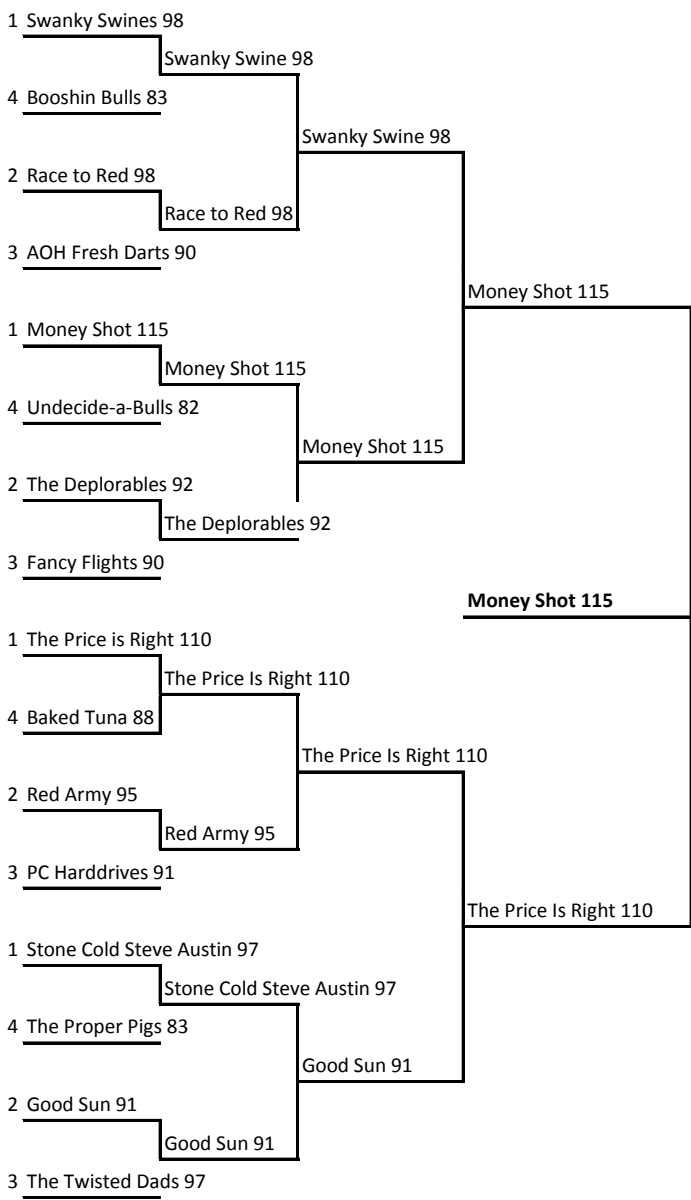 1 Swanky Swines 98
Swanky Swine 98
4 Booshin Bulls 83
Swanky Swine 98
2 Race to Red 98
Race to Red 98
3 AOH Fresh Darts 90
Money Shot 115
1 Money Shot 115
Money Shot 115
4 Undecide-a-Bulls 82
Money Shot 115
2 The Deplorables 92
The Deplorables 92
3 Fancy Flights 90
Money Shot 115
1 The Price is Right 110
The Price Is Right 110
4 Baked Tuna 88
The Price Is Right 110
2 Red Army 95
Red Army 95
3 PC Harddrives 91
The Price Is Right 110
1 Stone Cold Steve Austin 97
Stone Cold Steve Austin 97
4 The Proper Pigs 83
Good Sun 91
2 Good Sun 91
Good Sun 91
3 The Twisted Dads 97